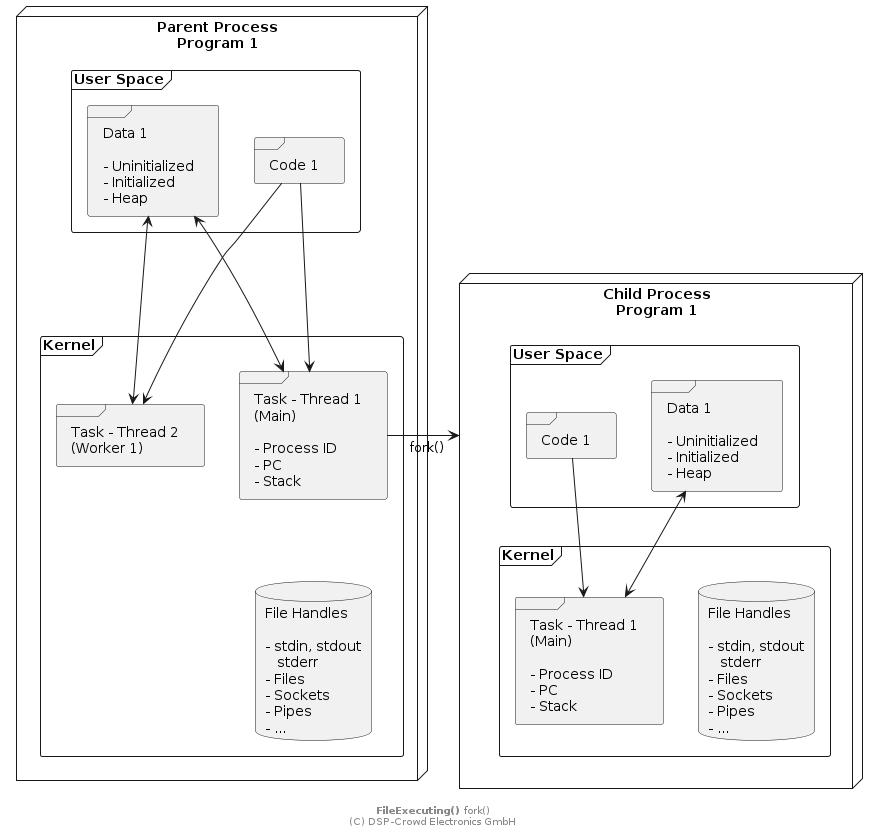 Parent Process
Program 1
User Space
Data 1
- Uninitialized
- Initialized
- Heap
Code 1
Kernel
Task - Thread 2
(Worker 1)
Task - Thread 1
(Main)
- Process ID
- PC
- Stack
File Handles
- stdin, stdout
stderr
- Files
- Sockets
- Pipes
- ...
fork()
Child Process
Program 1
User Space
Code 1
Data 1
- Uninitialized
- Initialized
- Heap
Kernel
Task - Thread 1
(Main)
- Process ID
- PC
- Stack
File Handles
- stdin, stdout
stderr
- Files
- Sockets
- Pipes
- ...
FileExecuting() fork()
(C) DSP-Crowd Electronics GmbH